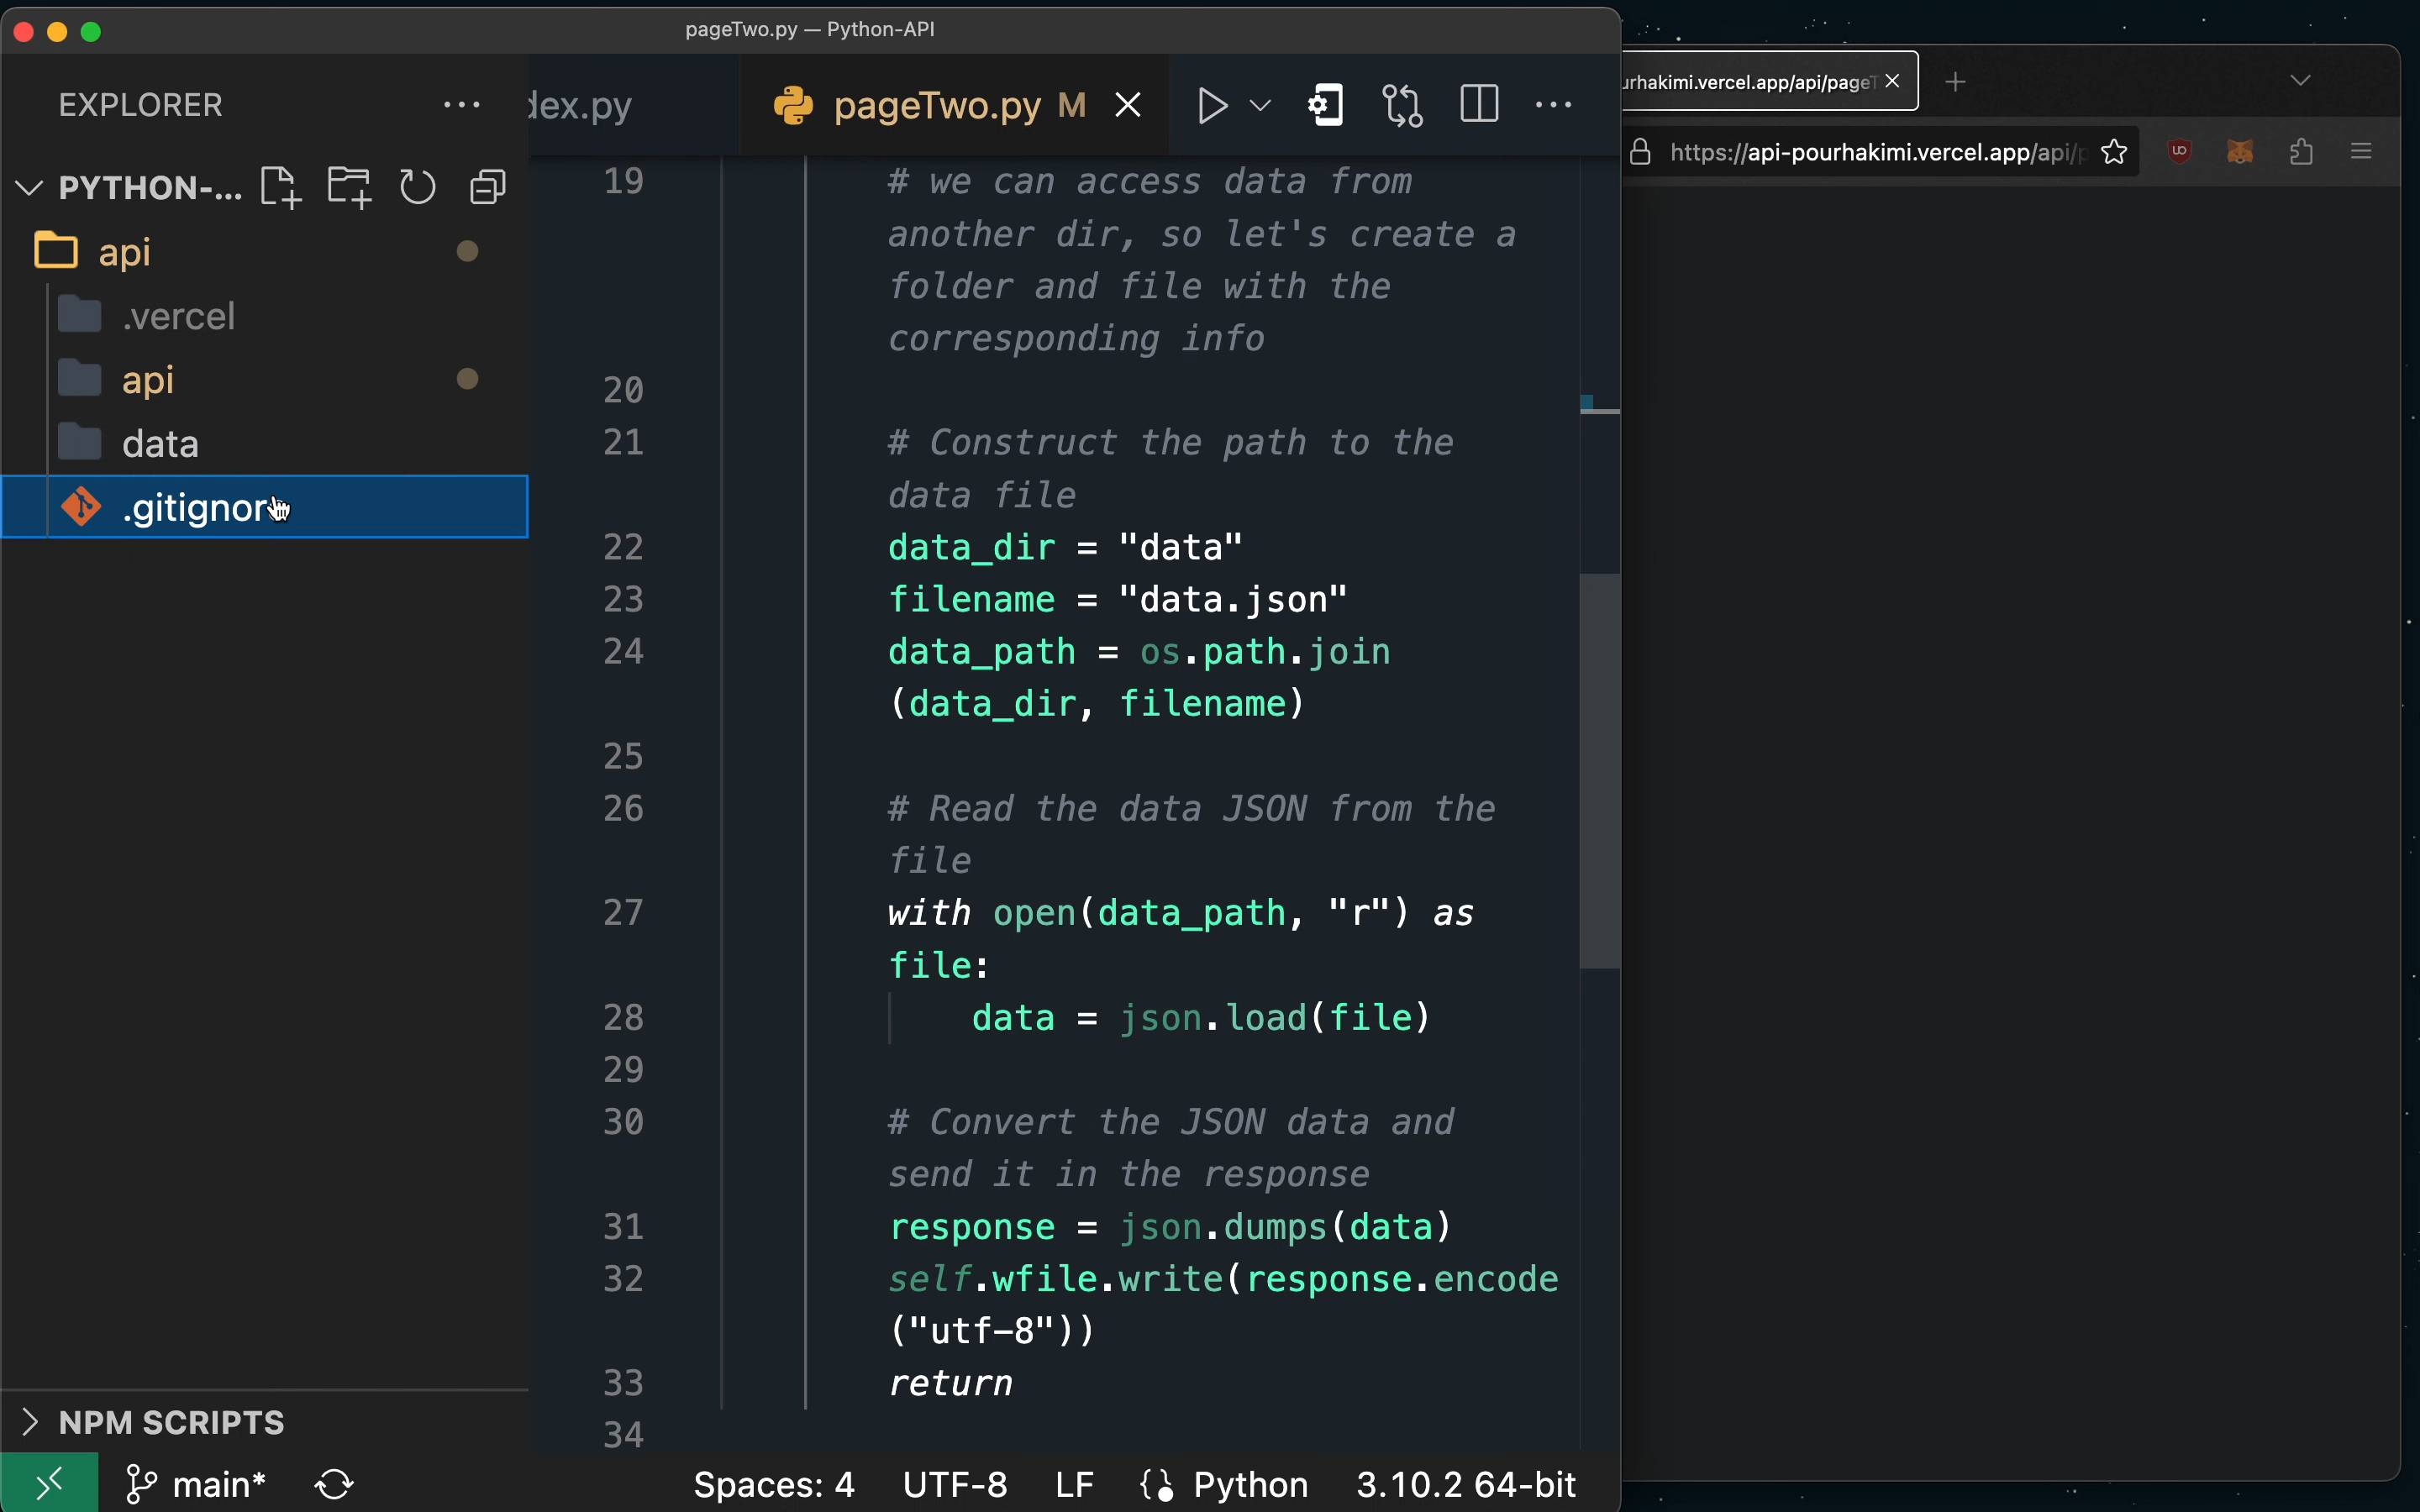 pageTwo.py — Python-API
EXPLORER
dex.py
pageTwo.py M
PYTHON-...
api
.vercel
api
data
.gitignor
NPM SCRIPTS
19 # we can access data from
another dir, so let's create a
folder and file with the
corresponding info
20
21 # Construct the path to the
data file
22 data_dir = "data"
23 filename = "data.json"
24 data_path = os.path.join
(data_dir, filename)
25
26 # Read the data JSON from the
file
27 with open(data_path, "r") as
file:
28 data = json.load(file)
29
30 # Convert the JSON data and
send it in the response
31 response = json.dumps(data)
32 self.wfile.write(response.encode
("utf-8"))
33 return
34
main*
Spaces: 4 UTF-8 LF Python 3.10.2 64-bit
urhakimi.vercel.app/api/page
https://api-pourhakimi.vercel.app/api/p